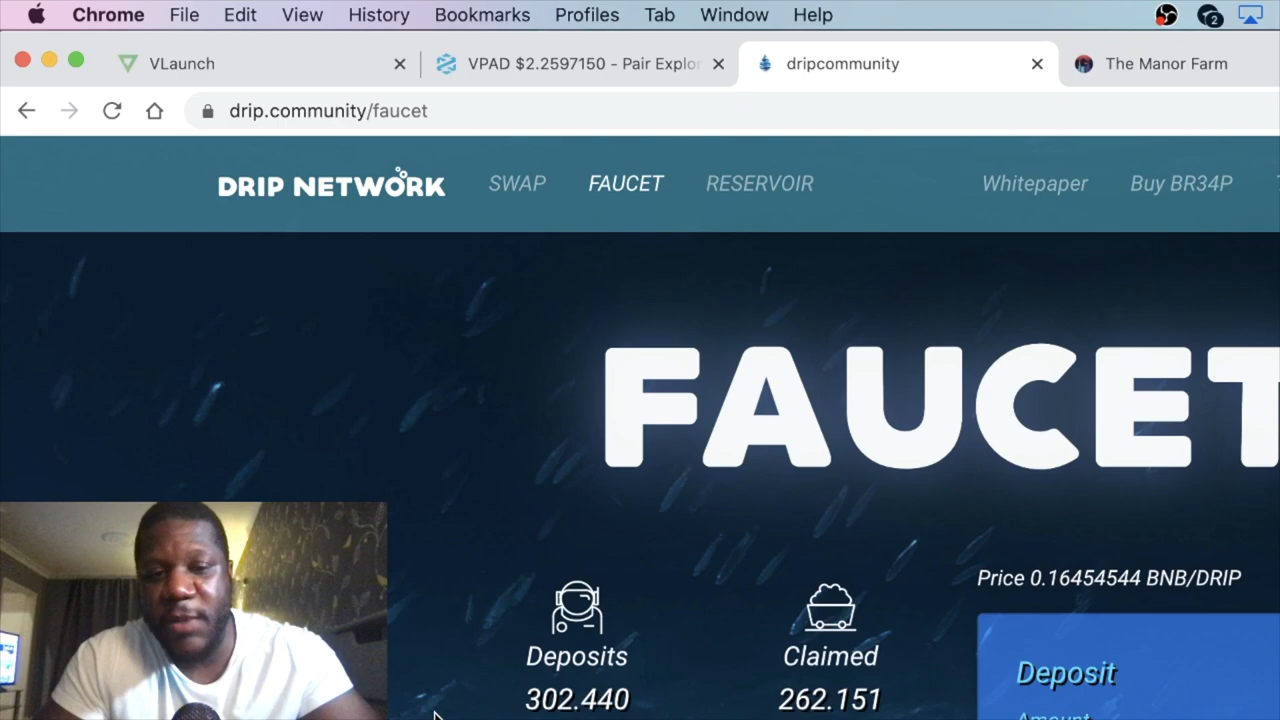 Chrome File Edit View History Bookmarks Profiles Tab Window Help 2
VLaunch VPAD $2.2597150 - Pair Explor dripcommunity The Manor Farm
drip.community/faucet
DRIP NETWORK SWAP FAUCET RESERVOIR Whitepaper Buy BR34P
FAUCET
Price 0.16454544 BNB/DRIP
Deposits Claimed
302.440 262.151
Deposit
Amount